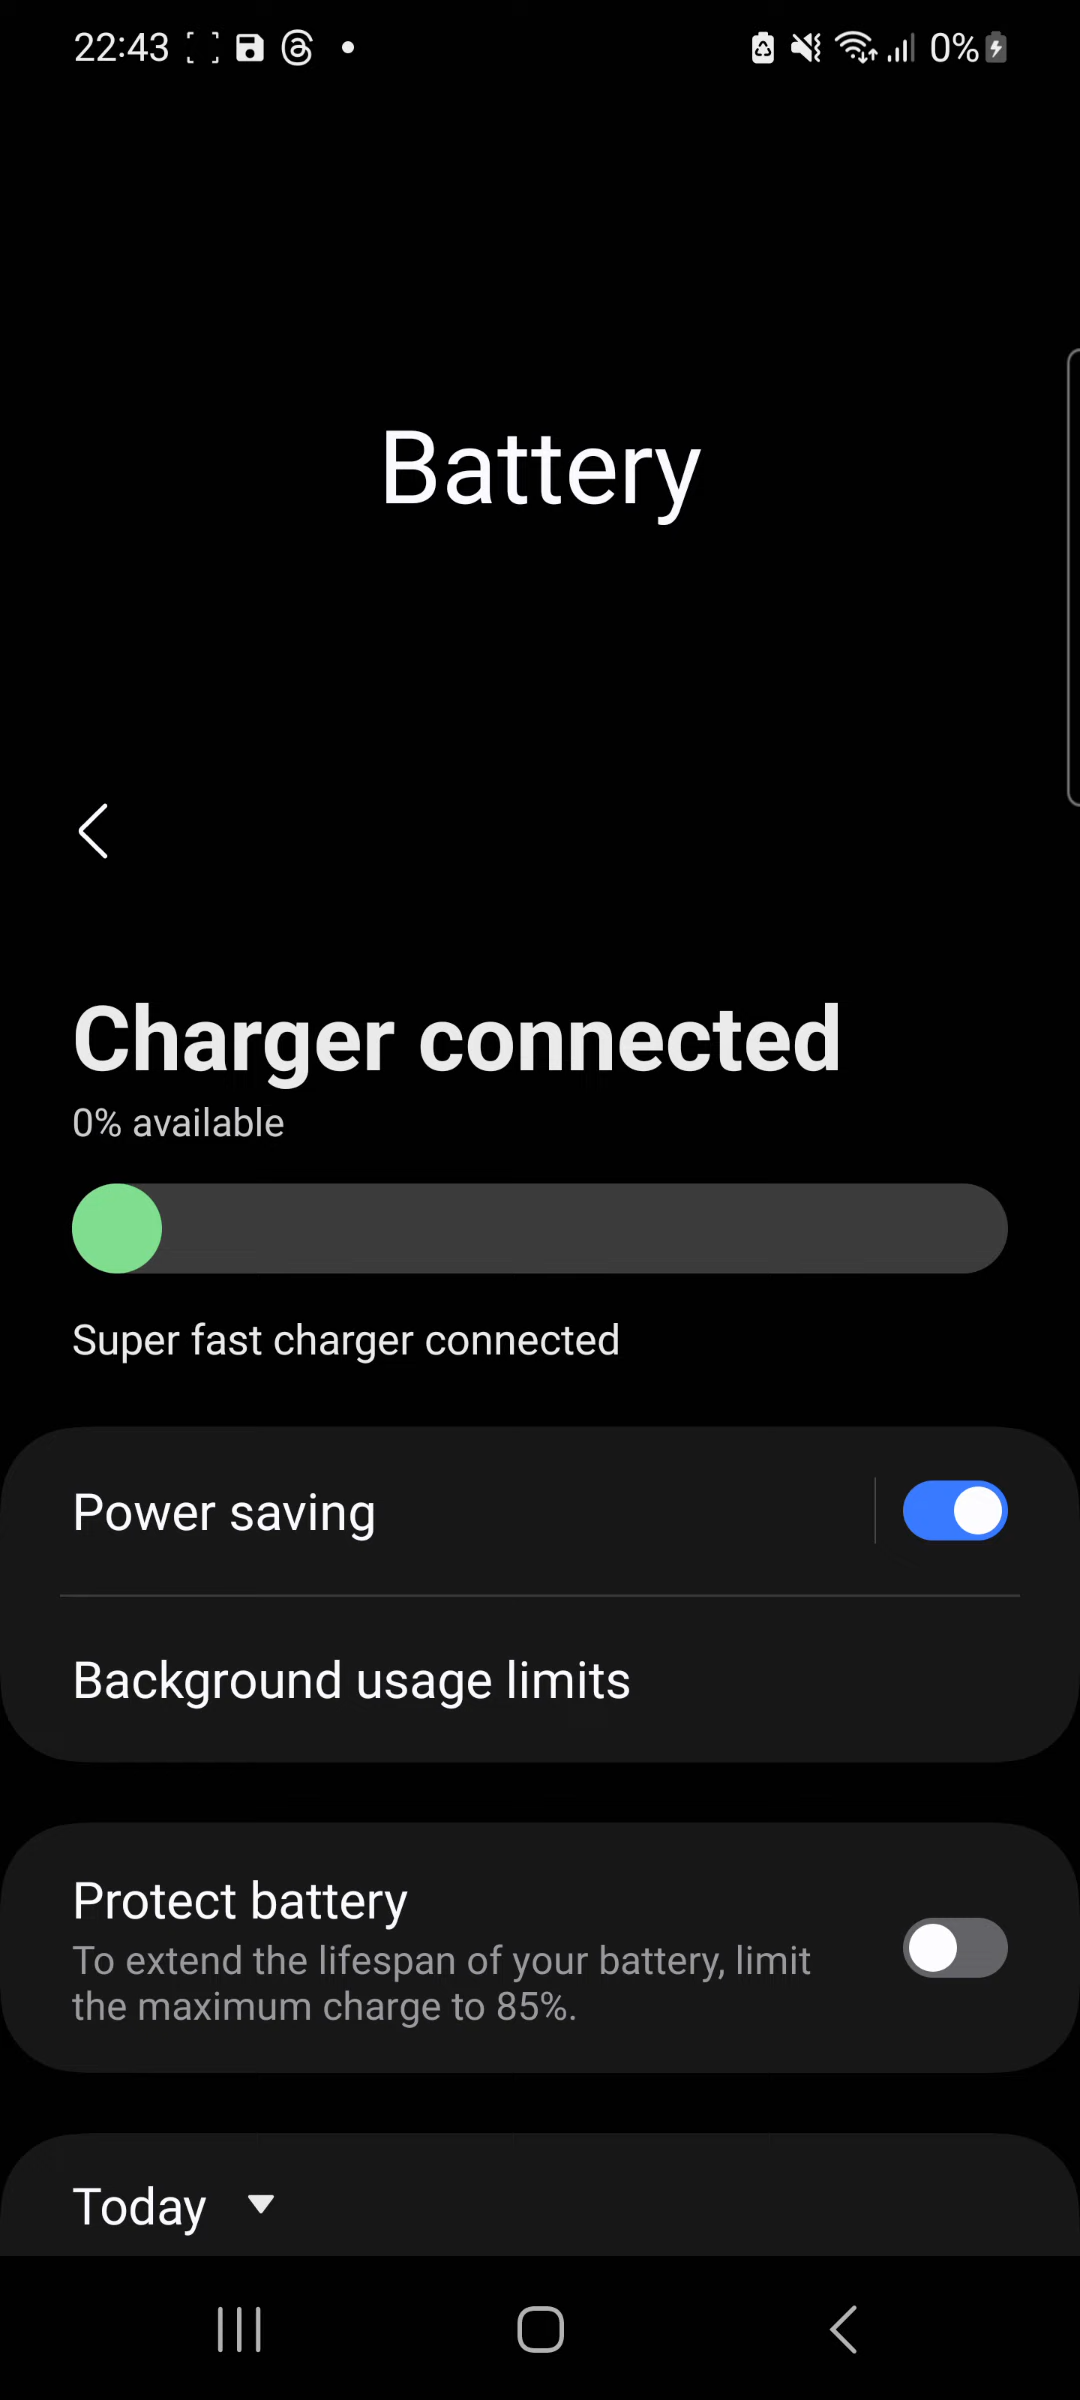 22:43 0%
Battery
Charger connected
0% available
Super fast charger connected
Power saving
Background usage limits
Protect battery
To extend the lifespan of your battery, limit
the maximum charge to 85%.
Today